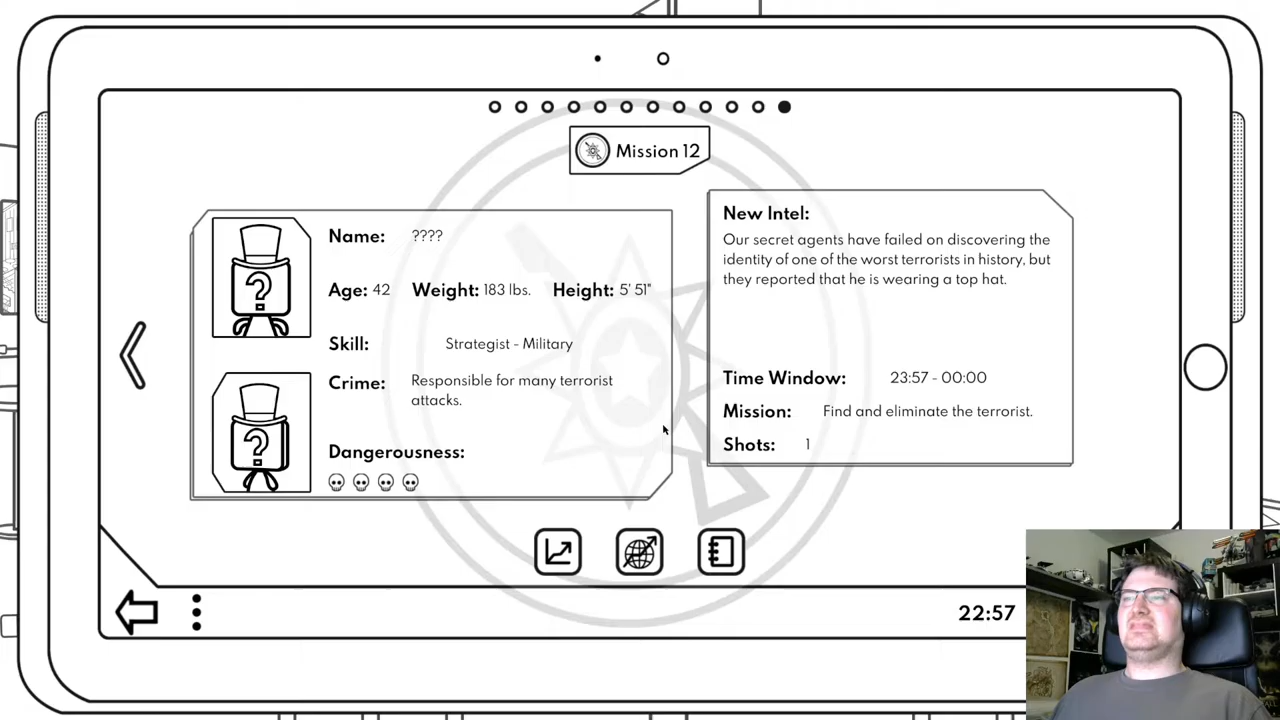 Mission 12
Name: ????
Age: 42 Weight: 183 lbs. Height: 5' 51"
Skill: Strategist - Military
Crime: Responsible for many terrorist
attacks.
Dangerousness:
New Intel:
Our secret agents have failed on discovering the
identity of one of the worst terrorists in history, but
they reported that he is wearing a top hat.
Time Window: 23:57 - 00:00
Mission: Find and eliminate the terrorist.
Shots: 1
22:57